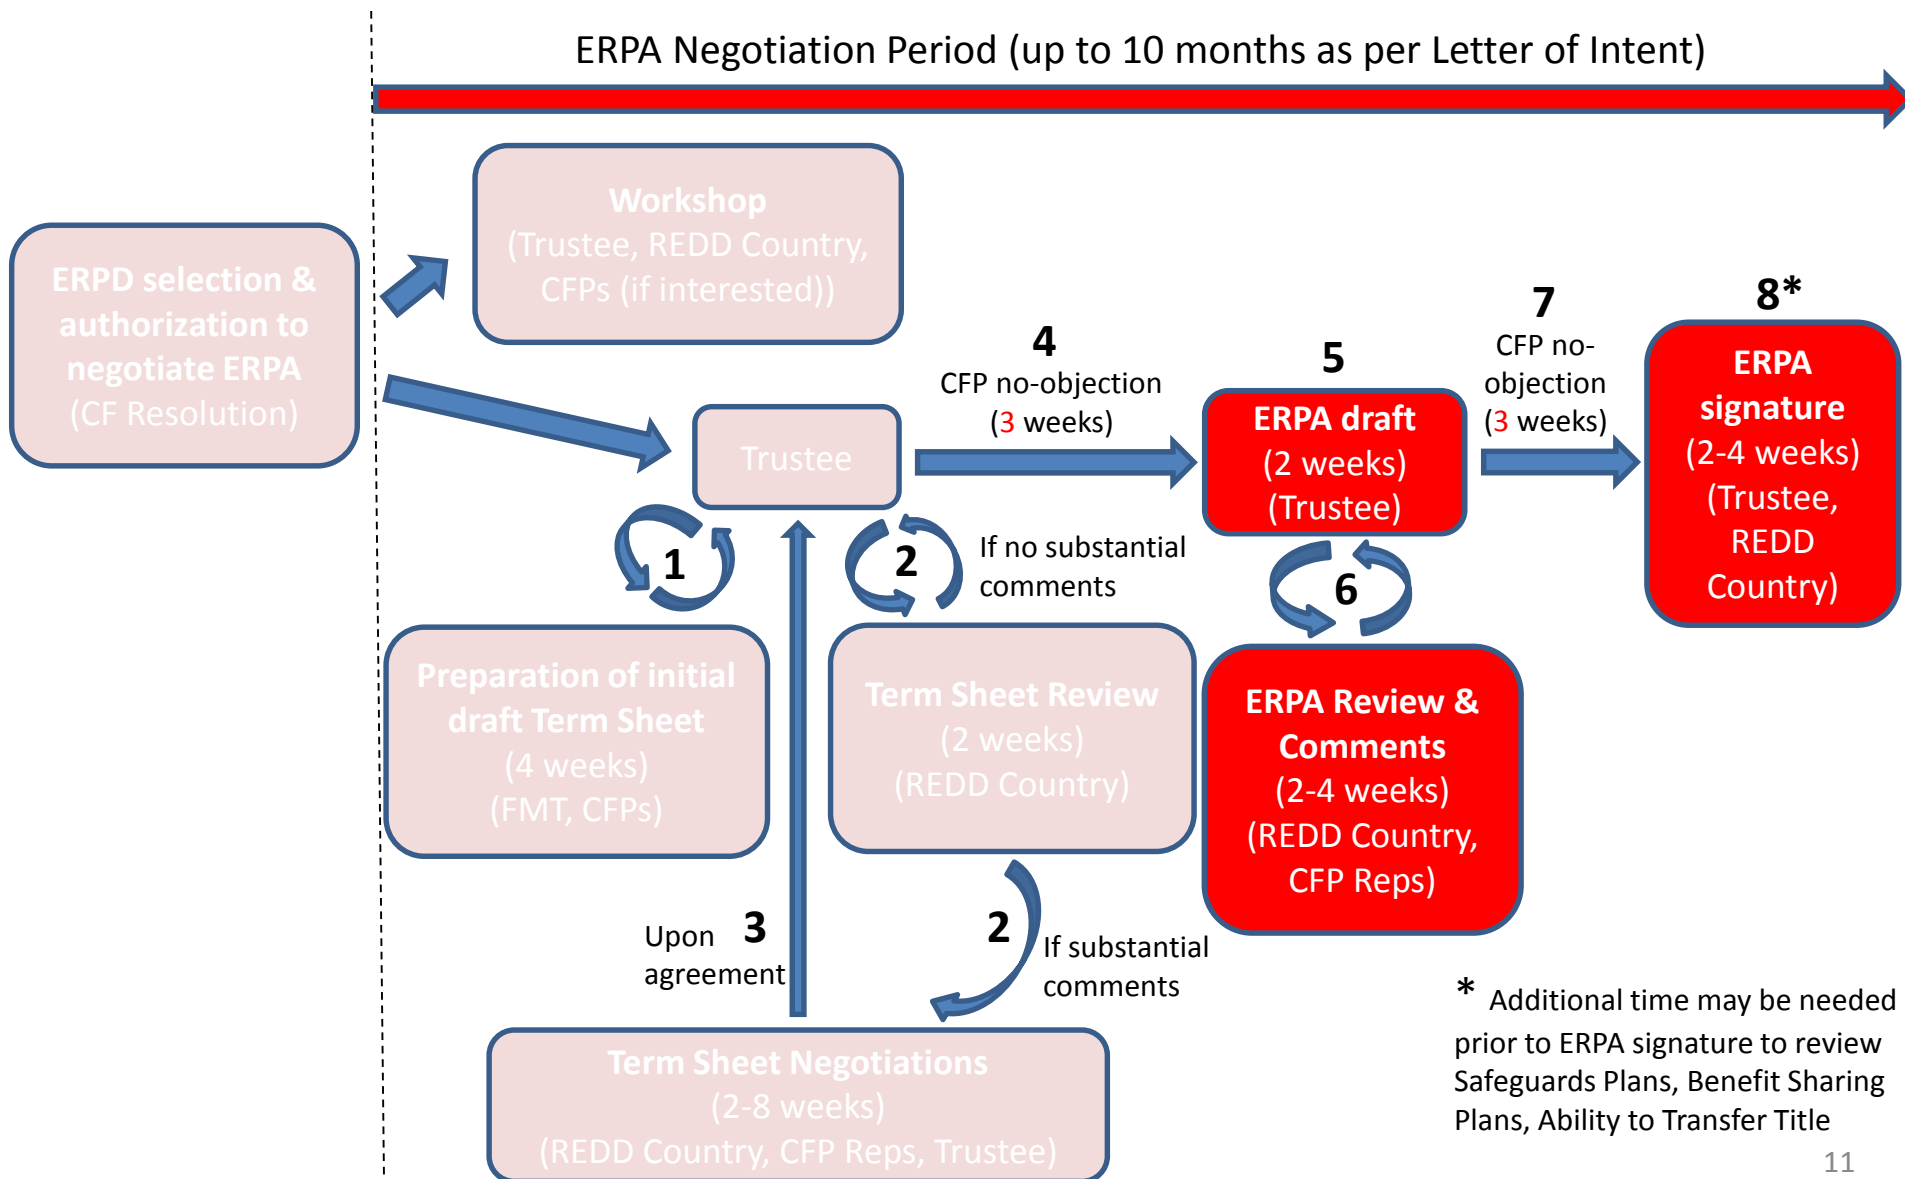 ERPA Negotiation Period (up to 10 months as per Letter of Intent)
ERPD selection &
authorization to
negotiate ERPA
(CF Resolution)
Workshop
(Trustee, REDD Country,
CFPs (if interested))
Trustee
1
Preparation of initial
draft Term Sheet
(4 weeks)
(FMT, CFPs)
2
If no substantial
comments
Term Sheet Review
(2 weeks)
(REDD Country)
2
If substantial
comments
Term Sheet Negotiations
(2-8 weeks)
(REDD Country, CFP Reps, Trustee)
Upon
agreement
3
4
CFP no-objection
(3 weeks)
5
ERPA draft
(2 weeks)
(Trustee)
6
ERPA Review &
Comments
(2-4 weeks)
(REDD Country,
CFP Reps)
7
CFP no-
objection
(3 weeks)
8*
ERPA
signature
(2-4 weeks)
(Trustee,
REDD
Country)
* Additional time may be needed
prior to ERPA signature to review
Safeguards Plans, Benefit Sharing
Plans, Ability to Transfer Title
11